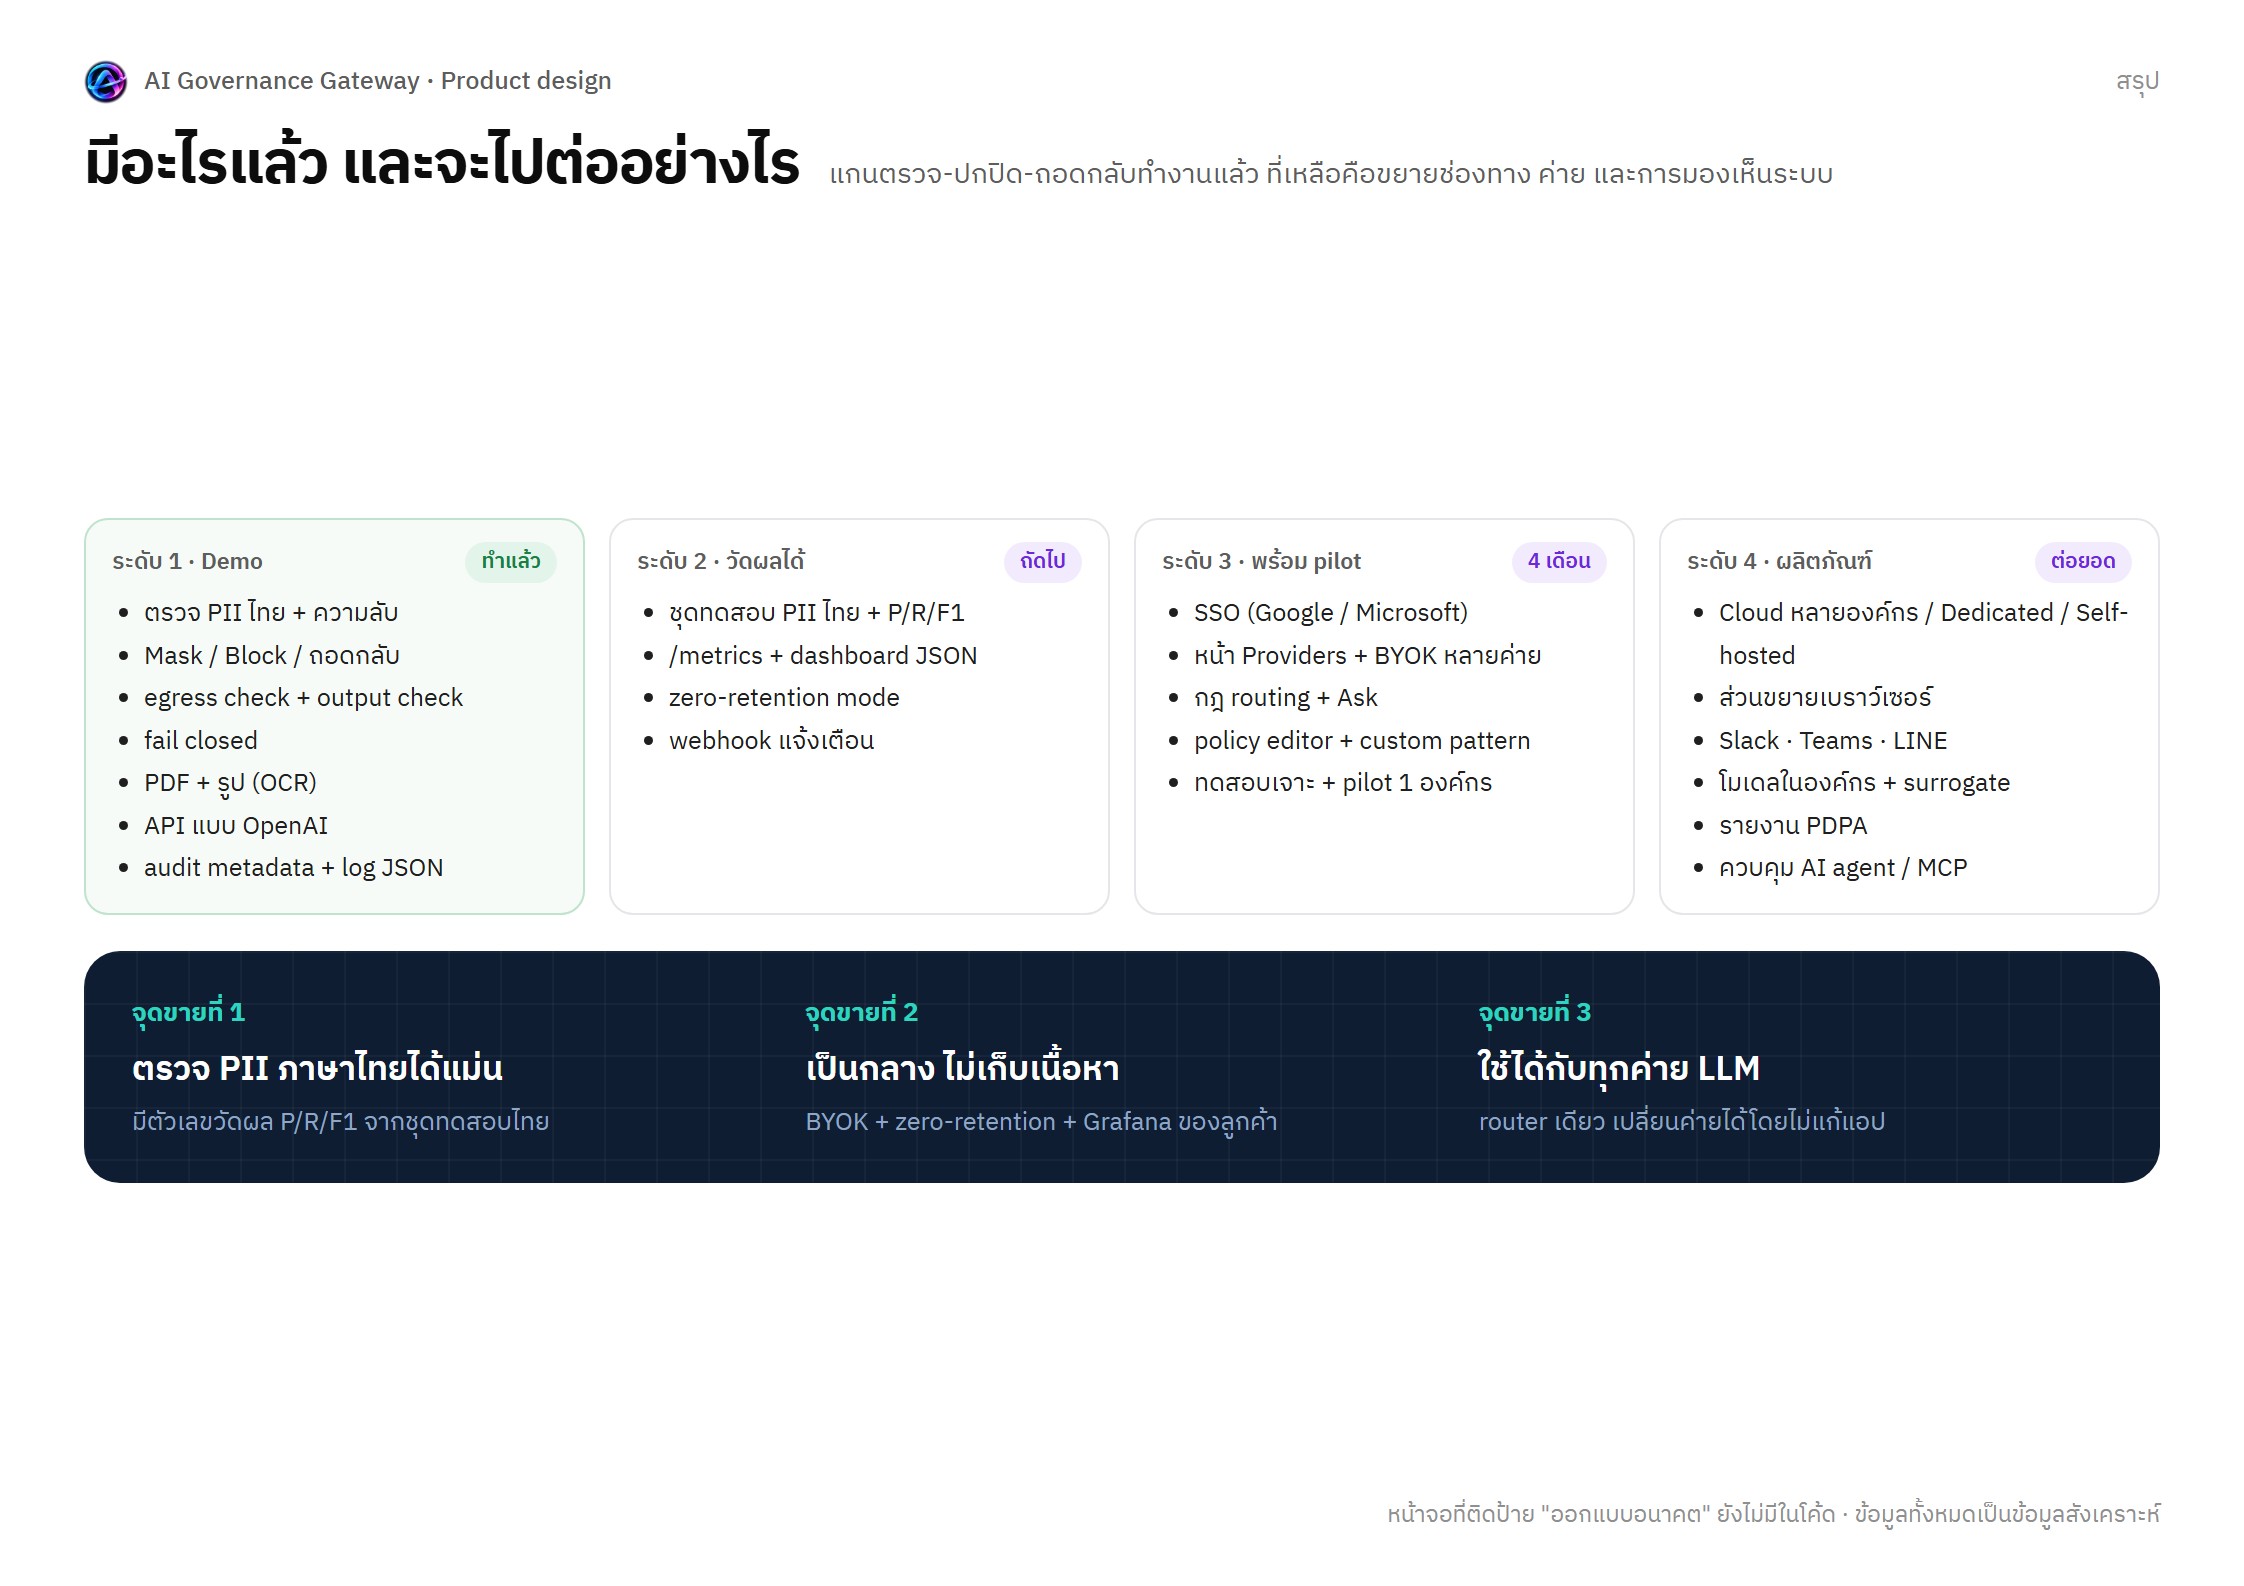 AI Governance Gateway · Product design
สรุป
มีอะไรแล้ว และจะไปต่ออย่างไร
แกนตรวจ-ปกปิด-ถอดกลับทำงานแล้ว ที่เหลือคือขยายช่องทาง ค่าย และการมองเห็นระบบ
ระดับ 1 · Demo
ทำแล้ว
• ตรวจ PII ไทย + ความลับ
• Mask / Block / ถอดกลับ
• egress check + output check
• fail closed
• PDF + รูป (OCR)
• API แบบ OpenAI
• audit metadata + log JSON
ระดับ 2 · วัดผลได้
ถัดไป
• ชุดทดสอบ PII ไทย + P/R/F1
• /metrics + dashboard JSON
• zero-retention mode
• webhook แจ้งเตือน
ระดับ 3 · พร้อม pilot
4 เดือน
• SSO (Google / Microsoft)
• หน้า Providers + BYOK หลายค่าย
• กฎ routing + Ask
• policy editor + custom pattern
• ทดสอบเจาะ + pilot 1 องค์กร
ระดับ 4 · ผลิตภัณฑ์
ต่อยอด
• Cloud หลายองค์กร / Dedicated / Self-
hosted
• ส่วนขยายเบราว์เซอร์
• Slack · Teams · LINE
• โมเดลในองค์กร + surrogate
• รายงาน PDPA
• ควบคุม AI agent / MCP
จุดขายที่ 1
ตรวจ PII ภาษาไทยได้แม่น
มีตัวเลขวัดผล P/R/F1 จากชุดทดสอบไทย
จุดขายที่ 2
เป็นกลาง ไม่เก็บเนื้อหา
BYOK + zero-retention + Grafana ของลูกค้า
จุดขายที่ 3
ใช้ได้กับทุกค่าย LLM
router เดียว เปลี่ยนค่ายได้โดยไม่แก้แอป
หน้าจอที่ติดป้าย "ออกแบบอนาคต" ยังไม่มีในโค้ด · ข้อมูลทั้งหมดเป็นข้อมูลสังเคราะห์